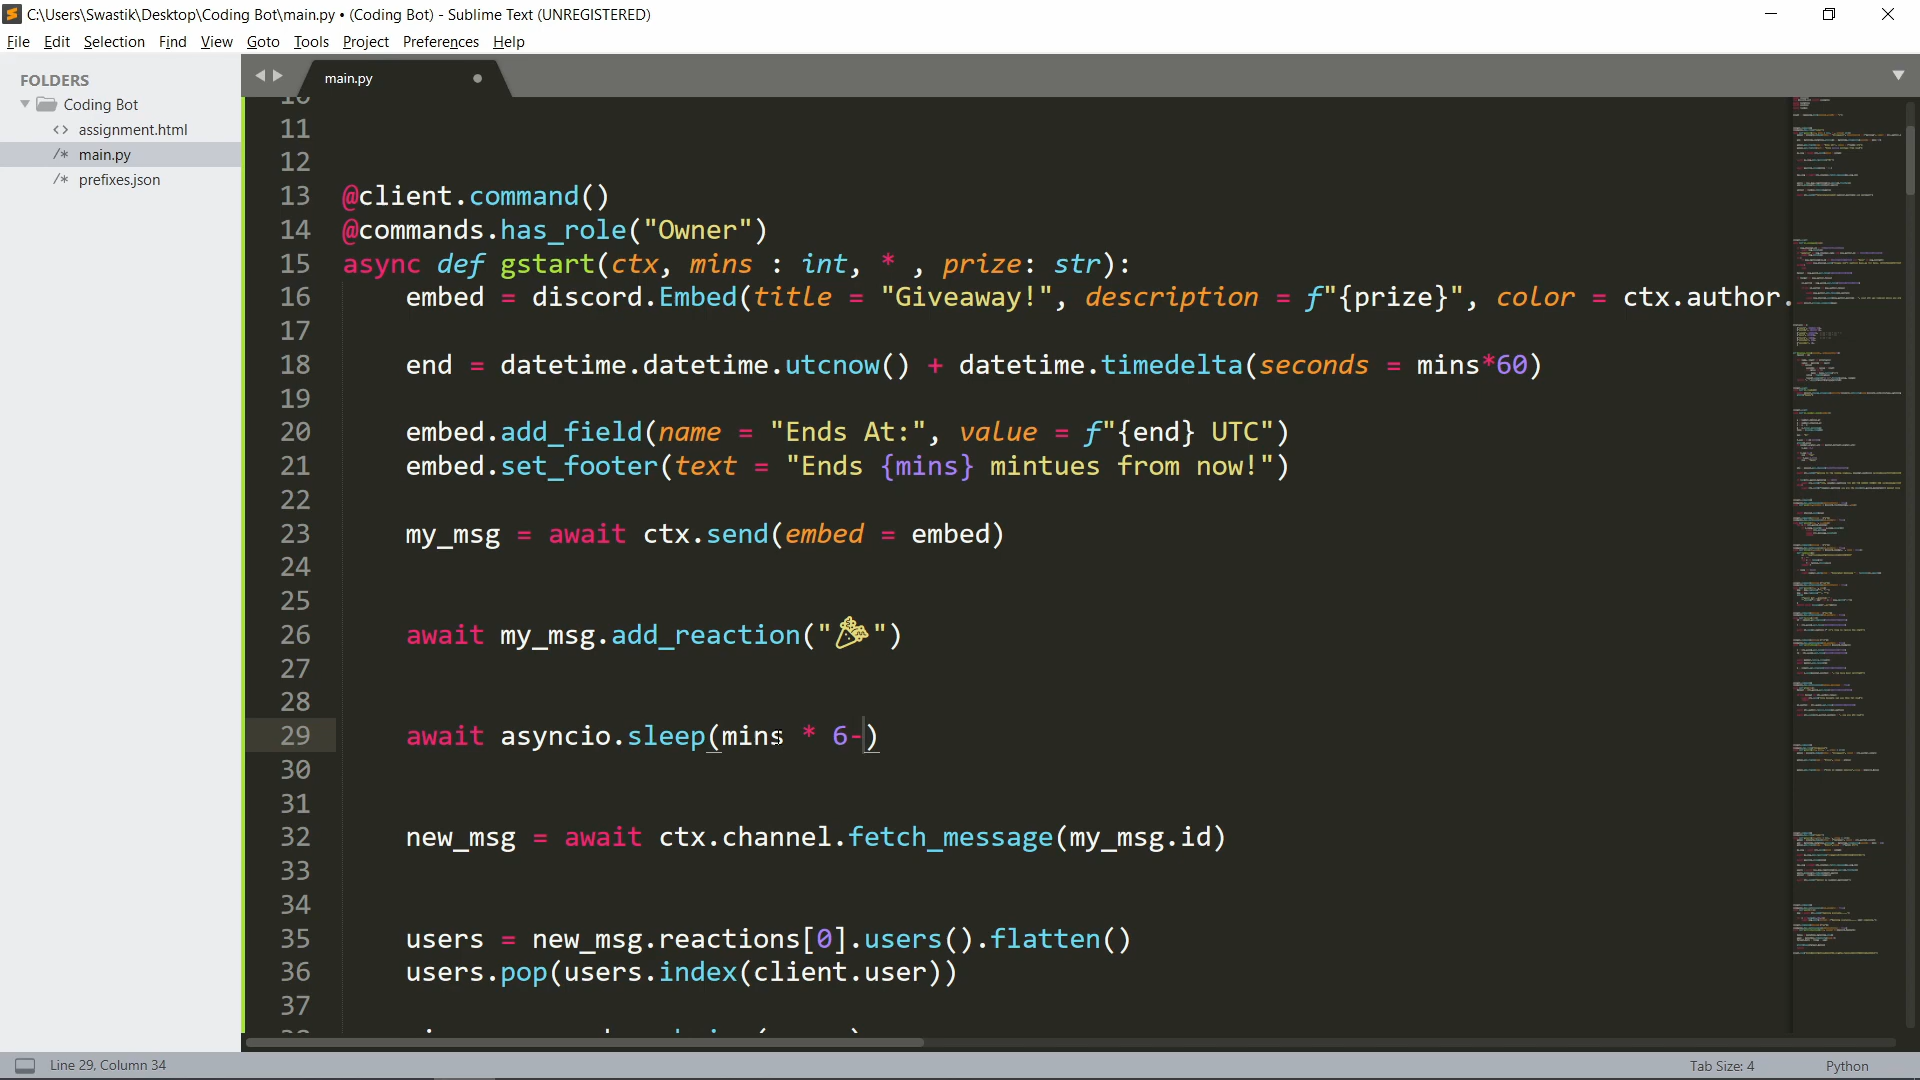 C:\Users\Swastik\Desktop\Coding Bot\main.py • (Coding Bot) - Sublime Text (UNREGISTERED)
File Edit Selection Find View Goto Tools Project Preferences Help
FOLDERS
Coding Bot
<> assignment.html
/* main.py
/* prefixes.json
main.py
10
11
12
13 @client.command()
14 @commands.has_role("Owner")
15 async def gstart(ctx, mins : int, * , prize: str):
16 embed = discord.Embed(title = "Giveaway!", description = f"{prize}", color = ctx.author.
17
18 end = datetime.datetime.utcnow() + datetime.timedelta(seconds = mins*60)
19
20 embed.add_field(name = "Ends At:", value = f"{end} UTC")
21 embed.set_footer(text = "Ends {mins} mintues from now!")
22
23 my_msg = await ctx.send(embed = embed)
24
25
26 await my_msg.add_reaction("🎉")
27
28
29 await asyncio.sleep(mins * 6-)
30
31
32 new_msg = await ctx.channel.fetch_message(my_msg.id)
33
34
35 users = new_msg.reactions[0].users().flatten()
36 users.pop(users.index(client.user))
37
Line 29, Column 34
Tab Size: 4
Python